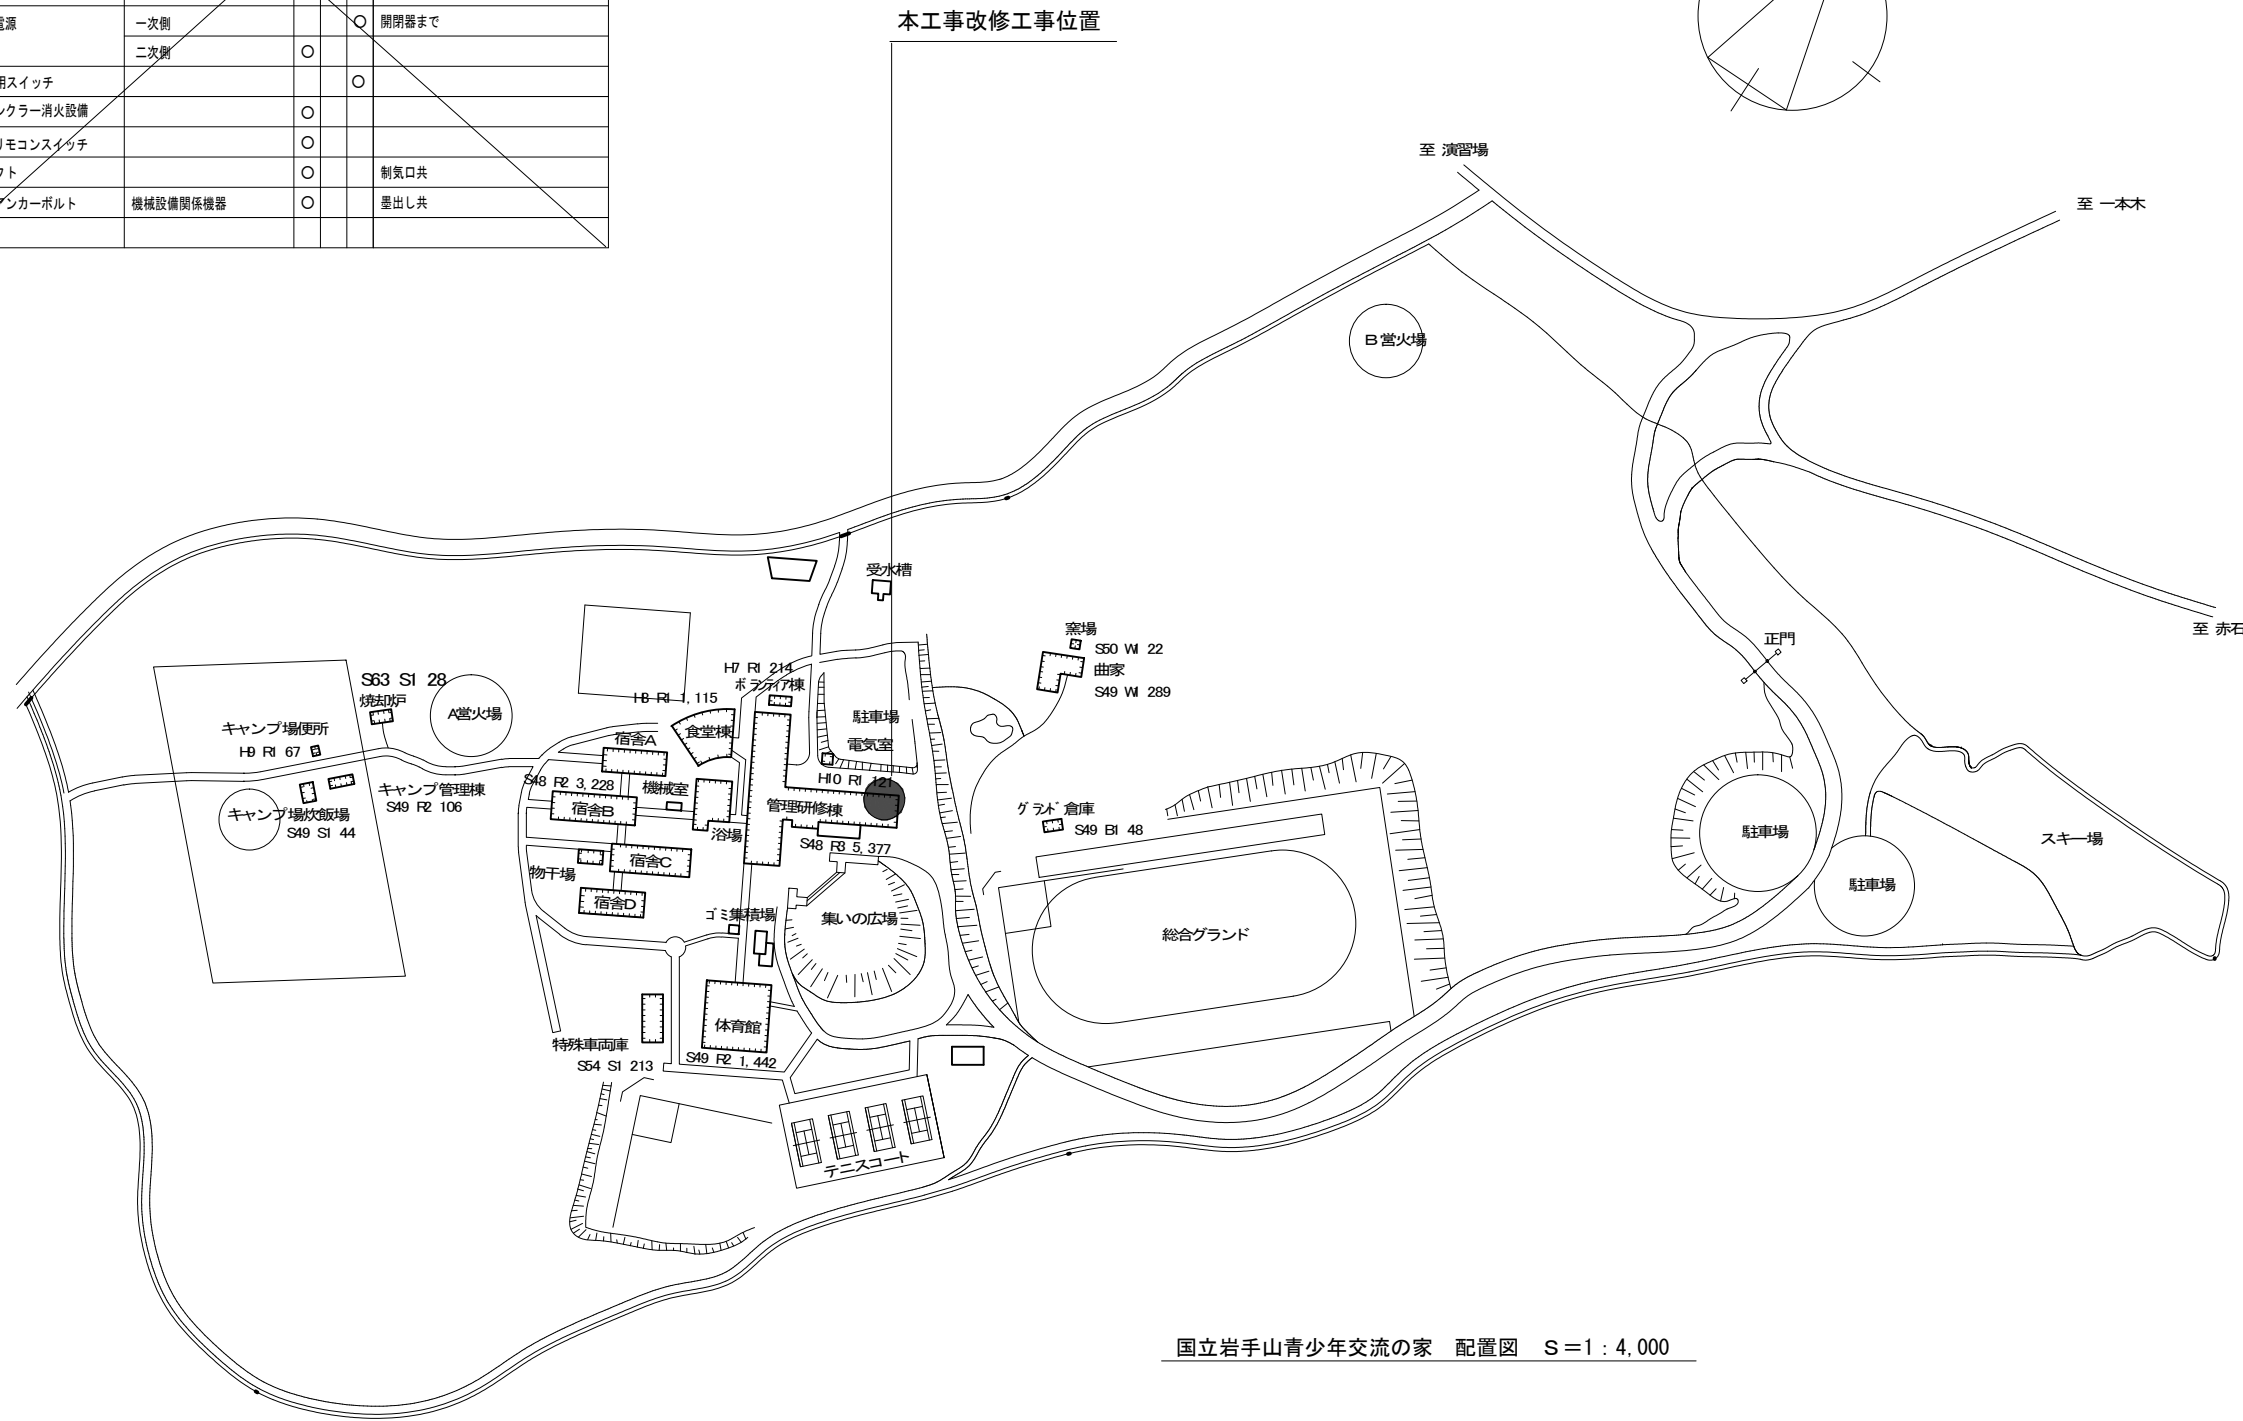 電源 一次側 ○ 開閉器まで
二次側 ○
用スイッチ ○
ンクラー消火設備 ○
リモコンスイッチ ○
○ 制気口共
アンカーボルト 機械設備関係機器 ○ 墨出し共
本工事改修工事位置
至 演習場
至 一本木
B営火場
受水槽
窯場
S50 W1 22
曲家
S49 W1 289
正門
至 赤石
H7 R1 214
ボランティア棟
H8 R1 1,115
S63 S1 28
焼却炉
A営火場
キャンプ場便所
H9 R1 67
宿舎A
食堂棟
駐車場
電気室
H10 R1 121
S48 R2 3,228
機械室
キャンプ管理棟
S49 R2 106
宿舎B
管理研修棟
キャンプ場炊飯場
S49 S1 44
浴場
S48 R3 5,377
グランド倉庫
S49 B1 48
駐車場
スキー場
宿舎C
物干場
駐車場
宿舎D
ゴミ集積場
集いの広場
総合グランド
体育館
特殊車両庫
S49 R2 1,442
S54 S1 213
テニスコート
国立岩手山青少年交流の家 配置図 S=1:4,000